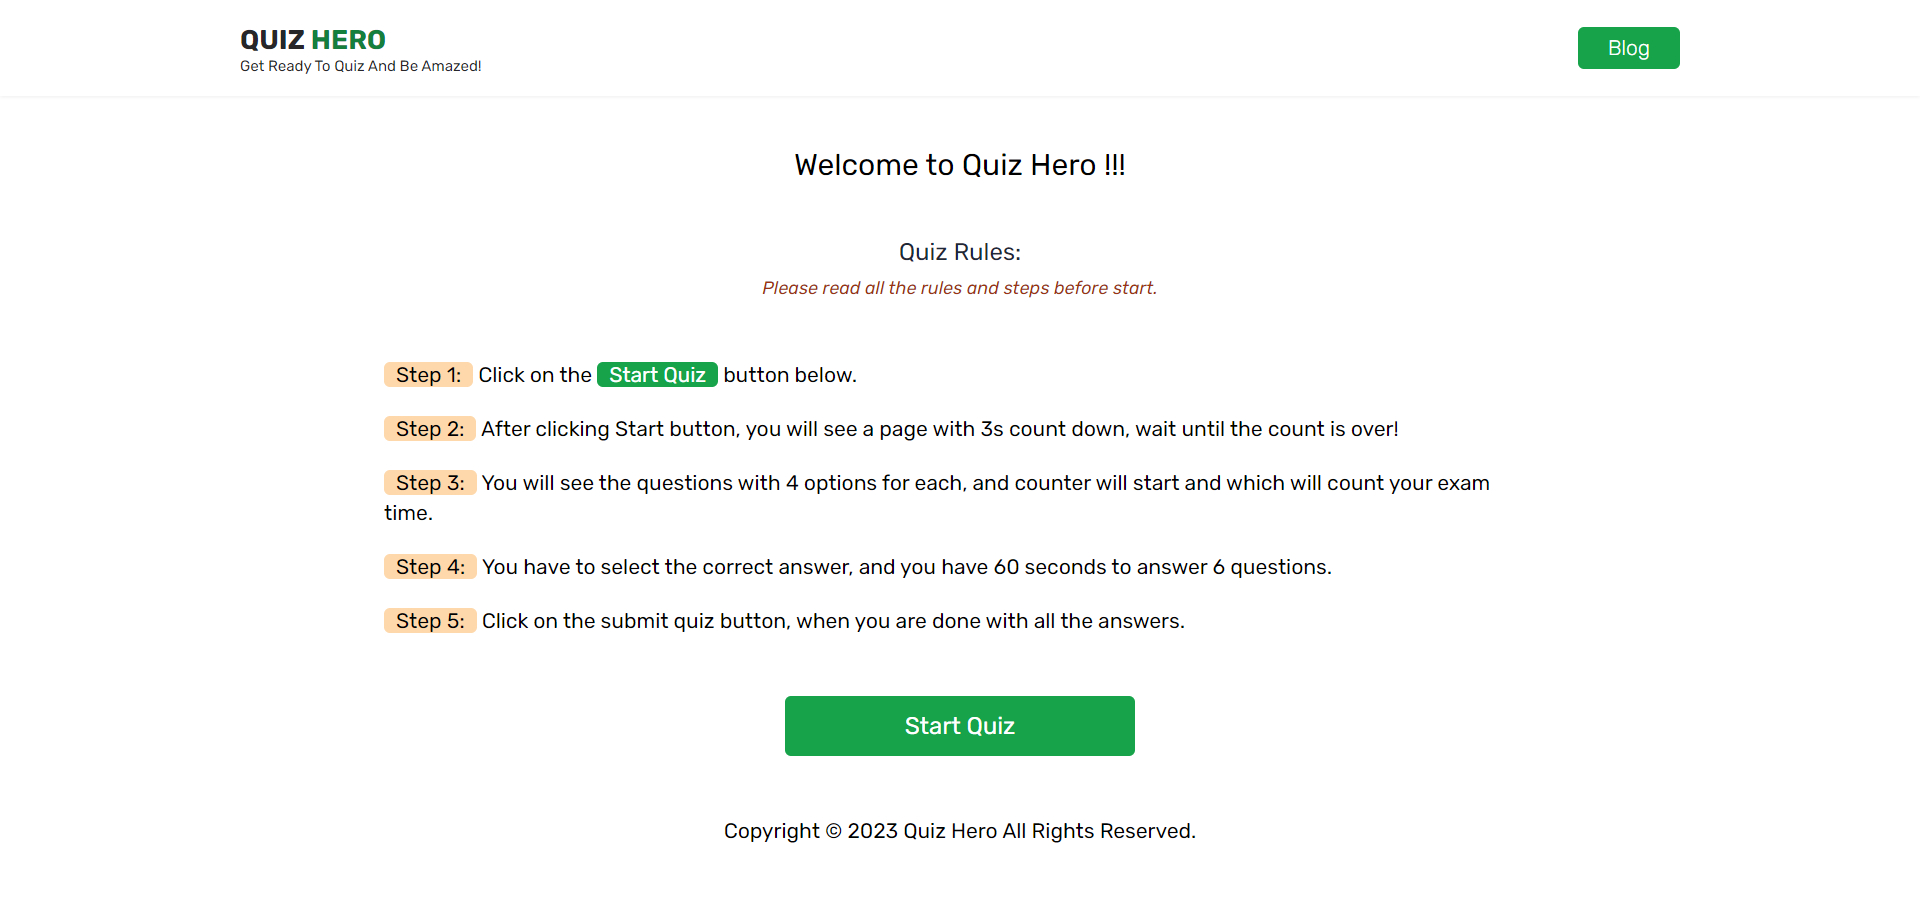 QUIZ HERO
Get Ready To Quiz And Be Amazed!
Blog
Welcome to Quiz Hero !!!
Quiz Rules:
Please read all the rules and steps before start.
Step 1: Click on the Start Quiz button below.
Step 2: After clicking Start button, you will see a page with 3s count down, wait until the count is over!
Step 3: You will see the questions with 4 options for each, and counter will start and which will count your exam
time.
Step 4: You have to select the correct answer, and you have 60 seconds to answer 6 questions.
Step 5: Click on the submit quiz button, when you are done with all the answers.
Start Quiz
Copyright © 2023 Quiz Hero All Rights Reserved.